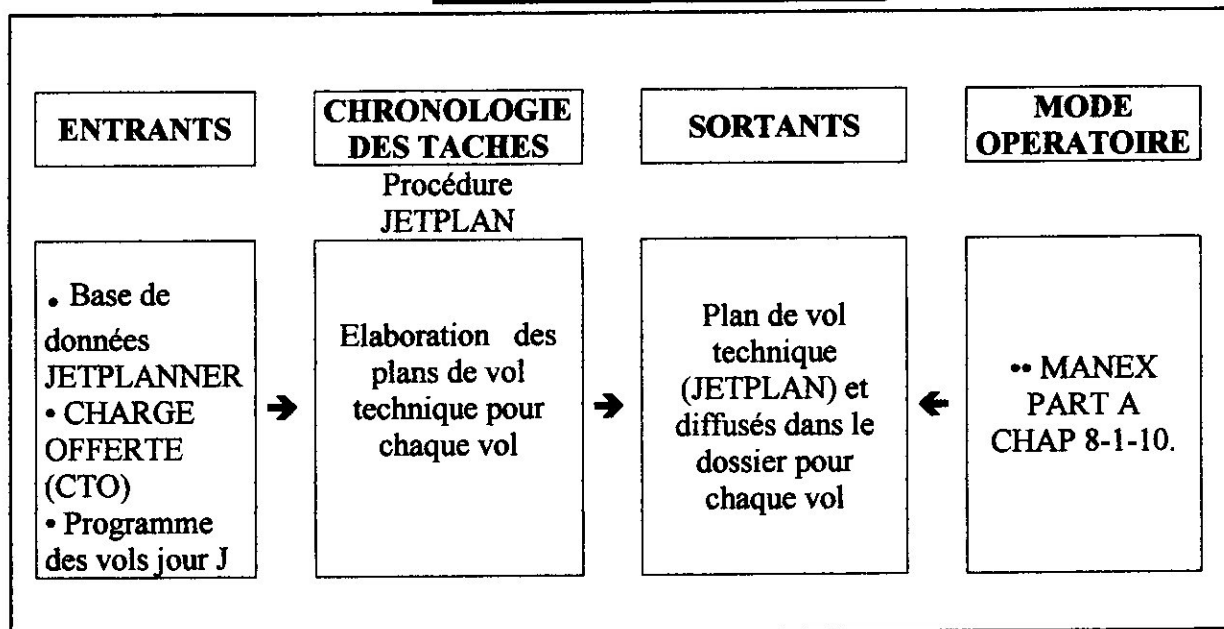 ENTRANTS
CHRONOLOGIE
DES TACHES
SORTANTS
MODE
OPERATOIRE
Procédure
JETPLAN
• Base de
données
JETPLANNER
• CHARGE
OFFERTE
(CTO)
• Programme
des vols jour J
➔
Elaboration des
plans de vol
technique pour
chaque vol
➔
Plan de vol
technique
(JETPLAN) et
diffusés dans le
dossier pour
chaque vol
🡸
•• MANEX
PART A
CHAP 8-1-10.